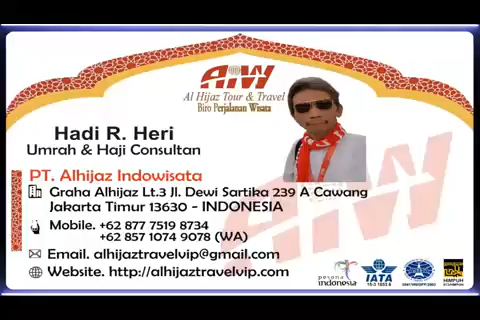 AIW
Al Hijaz Tour & Travel
Biro Perjalanan Wisata
Hadi R. Heri
Umrah & Haji Consultan
PT. Alhijaz Indowisata
Graha Alhijaz Lt.3 Jl. Dewi Sartika 239 A Cawang
Jakarta Timur 13630 - INDONESIA
Mobile. +62 877 7519 8734
+62 857 1074 9078 (WA)
Email. alhijaztravelvip@gmail.com
Website. http://alhijaztravelvip.com
pesona
indonesia
IATA
HIMPUH